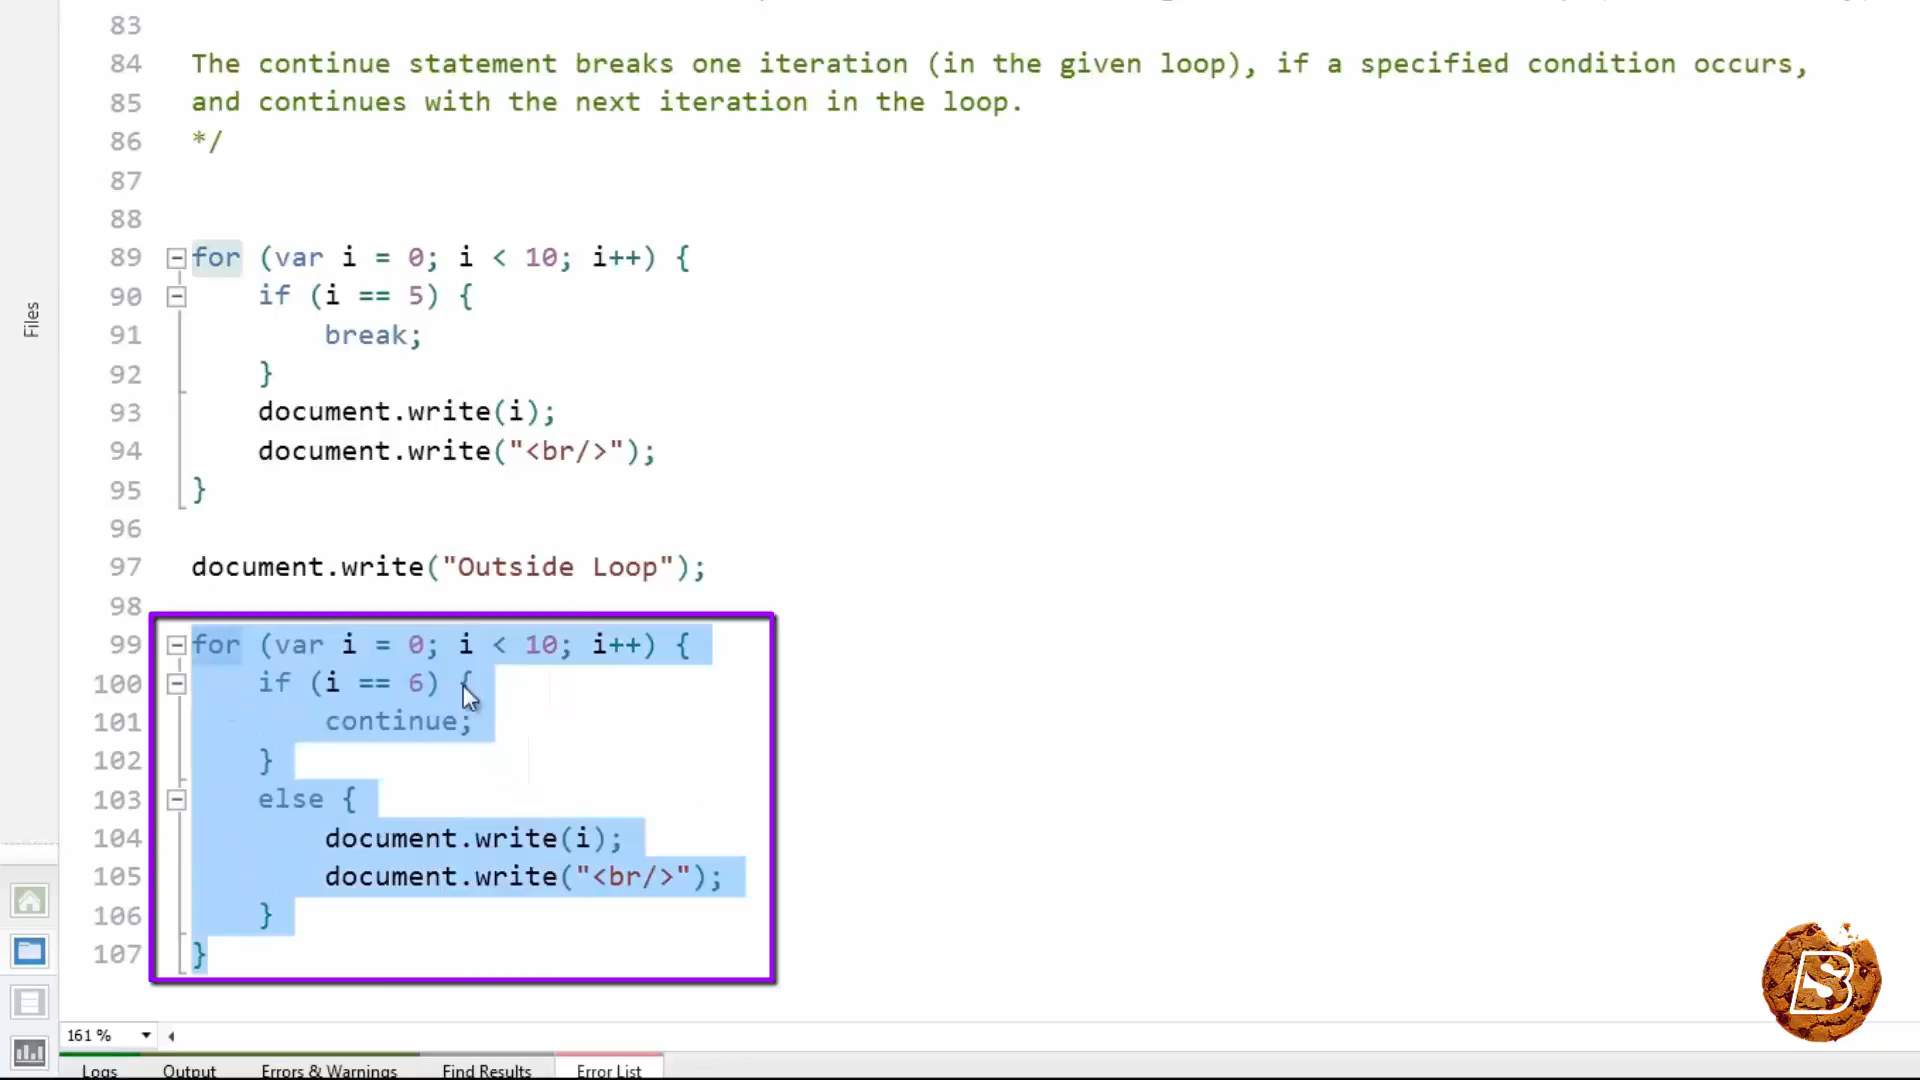 83
84 The continue statement breaks one iteration (in the given loop), if a specified condition occurs,
85 and continues with the next iteration in the loop.
86 */
87
88
89 for (var i = 0; i < 10; i++) {
90 if (i == 5) {
91 break;
92 }
93 document.write(i);
94 document.write("<br/>");
95 }
96
97 document.write("Outside Loop");
98
99 for (var i = 0; i < 10; i++) {
100 if (i == 6) {
101 continue;
102 }
103 else {
104 document.write(i);
105 document.write("<br/>");
106 }
107 }
Files
161 %
Logs Output Errors & Warnings Find Results Error List